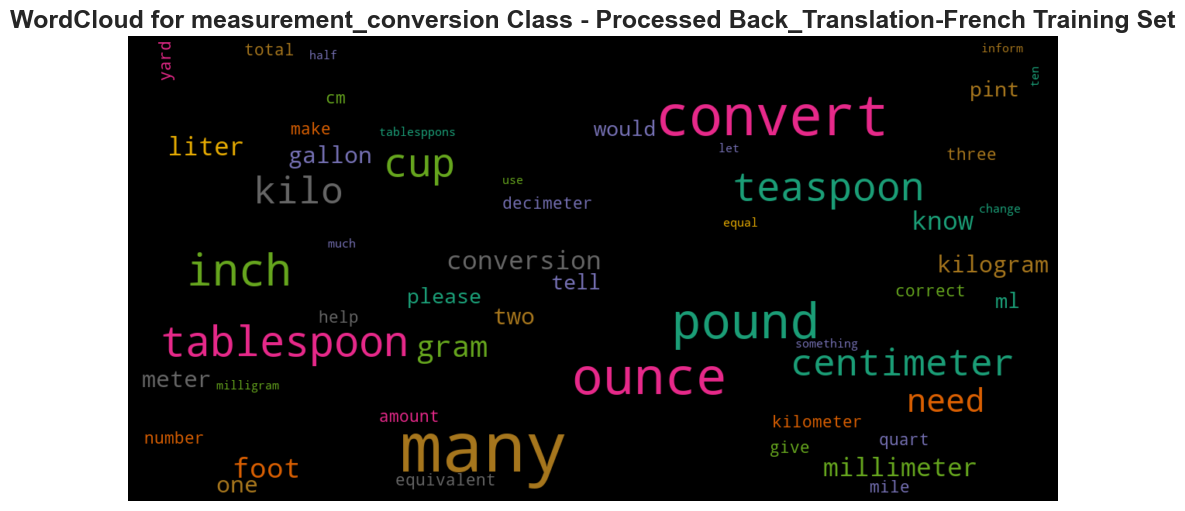 WordCloud for measurement_conversion Class - Processed Back_Translation-French Training Set
yard
total
half
inform
ten
cm
pint
convert
make
tablesppons
would
liter
gallon
cup
let
three
kilo
use
teaspoon
decimeter
change
equal
know
much
inch
conversion
kilogram
tell
please
correct
ml
help
two
pound
tablespoon
gram
something
centimeter
meter
milligram
ounce
need
amount
kilometer
number
many
quart
give
foot
equivalent
millimeter
one
mile